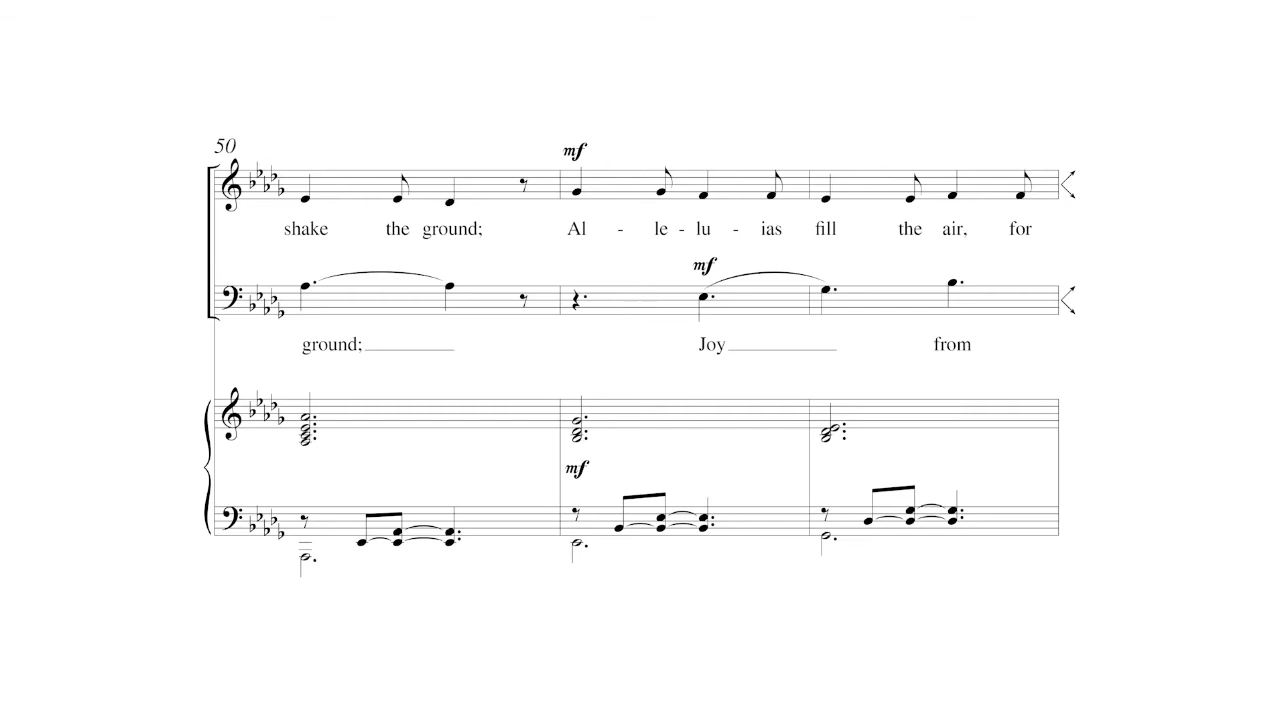 50
mf
shake the ground; Al - le - lu - ias fill the air, for
mf
ground; Joy from
mf